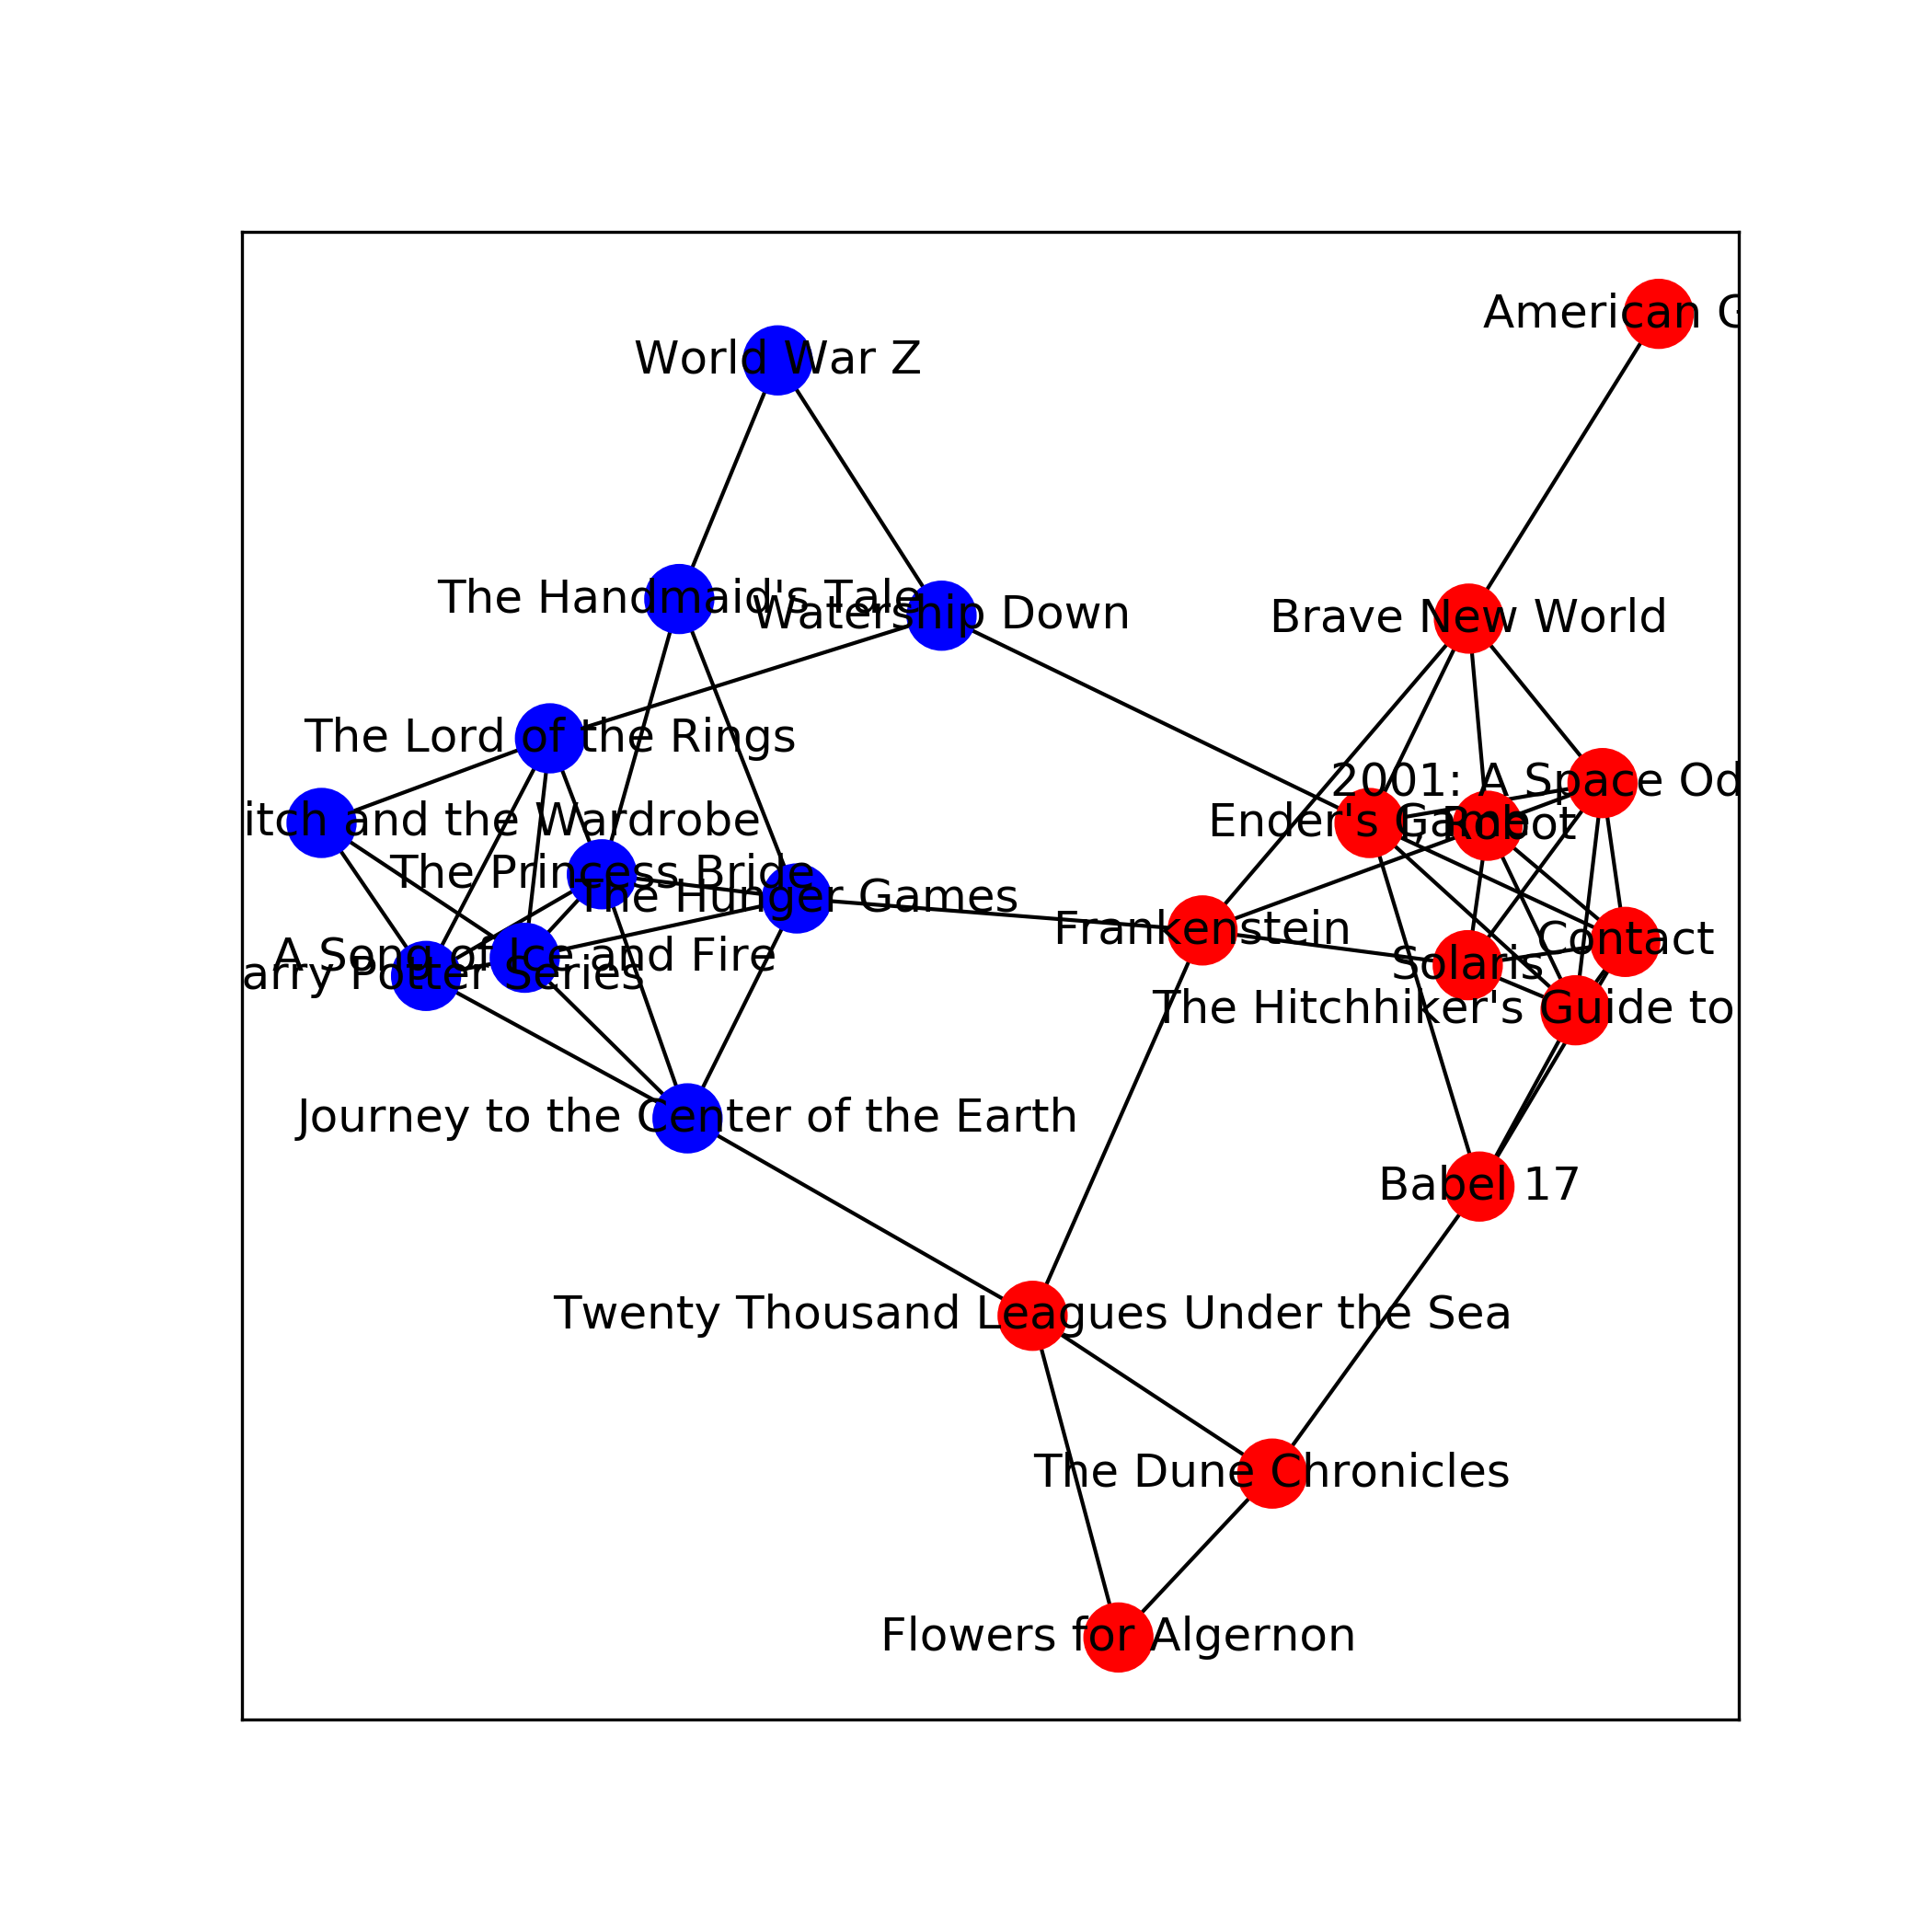 American G
World War Z
The Handmaid's Tale
Watership Down
Brave New World
The Lord of the Rings
2001: A Space Od
itch and the Wardrobe
Ender's Game
, Robot
The Princess Bride
The Hunger Games
Frankenstein
Contact
A Song of Ice and Fire
Solaris
arry Potter Series
The Hitchhiker's Guide to
Journey to the Center of the Earth
Babel 17
Twenty Thousand Leagues Under the Sea
The Dune Chronicles
Flowers for Algernon